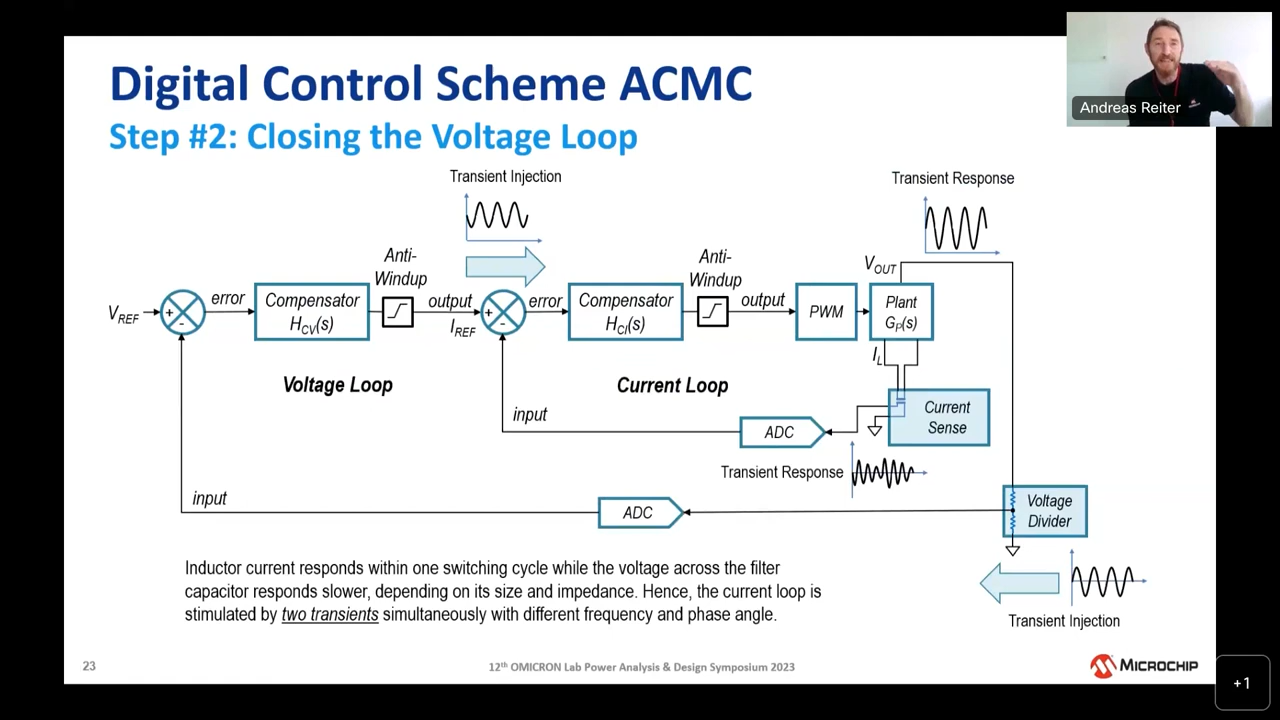 Digital Control Scheme ACMC
Step #2: Closing the Voltage Loop
Andreas Reiter
Transient Injection
Transient Response
Anti-
Windup
Anti-
Windup
VOUT
VREF
+
-
error
Compensator
HCV(s)
output
IREF
+
-
error
Compensator
HCI(s)
output
PWM
Plant
GP(s)
IL
Voltage Loop
Current Loop
input
ADC
Current
Sense
Transient Response
input
ADC
Voltage
Divider
Transient Injection
Inductor current responds within one switching cycle while the voltage across the filter
capacitor responds slower, depending on its size and impedance. Hence, the current loop is
stimulated by two transients simultaneously with different frequency and phase angle.
23
12th OMICRON Lab Power Analysis & Design Symposium 2023
MICROCHIP
+1